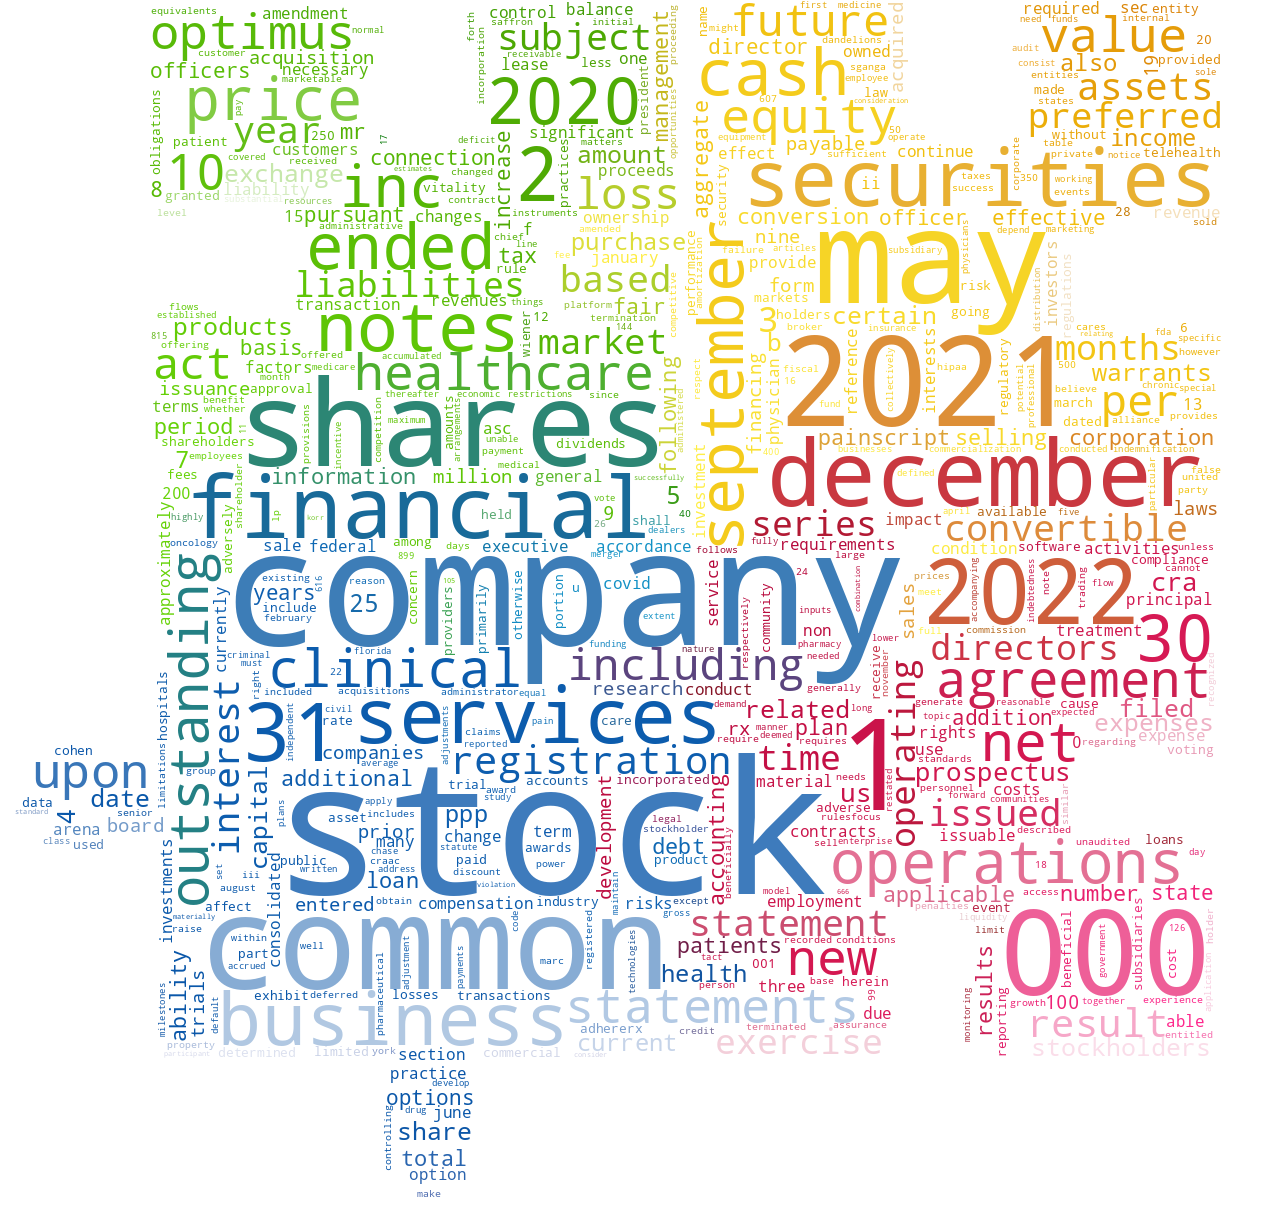 equivalents
amendment
optimus
normal
customer
acquisition
officers
necessary
marketable
price
pay
year
250
mr
17
obligations
patient
customers
10
covered
received
exchange
8
granted
liability
resources
substantial
level
15
pursuant
changes
administrative
control
balance
forth
saffron
initial
subject
receivable
less
one
lease
incorporation
2020
president
management
proceeding
opportunities
significant
deficit
matters
connection
changed
estimates
inc
vitality
contract
increase
2
practices
amount
proceeds
loss
instruments
ownership
amended
f
chief
line
fee
purchase
january
ended
tax
rule
based
liabilities
transaction
revenues
things
platform
fair
termination
competitive
flows
established
815
products
offering
basis
offered
notes
wiener
12
144
market
act
factors
medicare
accumulated
healthcare
month
issuance
approval
thereafter
economic
restrictions
since
following
respect
administered
terms
benefit
whether
shares
period
11
shareholders
provisions
maximum
incentive
competition
amounts
arrangements
asc
unable
payment
dividends
7
employees
fees
information
million
medical
general
successfully
200
shareholder
financial
vote
5
highly
lp
korr
held
9
26
shall
40
dealers
approximately
oncology
adversely
sale
federal
among
899
days
executive
accordance
merger
name
might
first
medicine
future
dandelions
director
owned
acquired
cash
sganga
employee
law
consideration
607
equity
50
equipment
operate
aggregate
effect
payable
sufficient
continue
security
securities
ii
taxes
success
conversion
officer
effective
required
sec
entity
need
funds
internal
value
20
audit
consist
also
19
provided
entities
sole
made
states
assets
preferred
without
income
table
corporate
private
notice
telehealth
350
working
events
28
revenue
sold
performance
amortization
september
nine
failure
articles
provide
may
subsidiary
physicians
depend
marketing
investors
regulations
form
risk
markets
distribution
3
holders
certain
going
b
broker
insurance
cares
relating
fda
6
specific
however
2021
months
500
warrants
financing
physician
fiscal
16
reference
collectively
interests
hipaa
regulatory
potential
professional
believe
chronic
special
fund
march
per
13
provides
dated
alliance
painscript
selling
corporation
400
businesses
commercialization
conducted
indemnification
investment
defined
december
particular
false
united
party
april
available
five
laws
series
impact
convertible
follows
fully
requirements
large
condition
software
activities
unless
compliance
cannot
outstanding
existing
616
reason
years
25
include
february
company
concern
105
providers
primarily
otherwise
portion
u
covid
extent
service
24
inputs
combination
community
respectively
non
prices
meet
sales
2022
accompanying
indebtedness
note
trading
flow
cra
principal
full
commission
treatment
currently
criminal
must
florida
clinical
22
funding
nature
including
pharmacy
needed
generally
receive
lower
november
directors
30
recognized
right
included
acquisitions
administrator
equal
research
conduct
agreement
hospitals
interest
31
independent
civil
rate
adjustments
services
claims
reported
pain
care
demand
related
long
rx
manner
deemed
plan
require
requires
operating
generate
reasonable
cause
filed
topic
expected
addition
rights
expenses
expense
voting
limitations
companies
average
registration
time
1
use
standards
net
0
regarding
cohen
upon
data
date
standard
senior
4
arena
board
class
used
group
capital
additional
trial
award
study
accounts
incorporated
material
needs
us
restated
personnel
prospectus
costs
forward
communities
similar
plans
asset
apply
includes
ppp
stock
development
legal
stockholder
accounting
beneficially
adverse
rulesfocus
contracts
sell
enterprise
issued
issuable
described
unaudited
loans
prior
many
change
statute
term
awards
debt
product
operations
day
18
public
written
chase
craac
address
paid
discount
power
set
iii
august
loan
violation
model
666
applicable
access
number
state
investments
consolidated
affect
entered
obtain
compensation
code
industry
maintain
risks
except
gross
employment
penalties
event
materially
raise
within
common
statement
liquidity
limit
beneficial
000
government
subsidiaries
126
cost
holder
application
part
accrued
well
adjustment
payments
marc
registered
technologies
patients
recorded
conditions
tact
new
ability
trials
pharmaceutical
health
001
person
three
base
herein
99
results
exhibit
deferred
losses
transactions
growth
100
together
experience
milestones
default
business
statements
adhererx
credit
terminated
assurance
due
monitoring
reporting
result
able
entitled
property
participant
determined
limited
york
section
commercial
consider
current
exercise
stockholders
practice
develop
options
controlling
drug
june
share
total
option
make